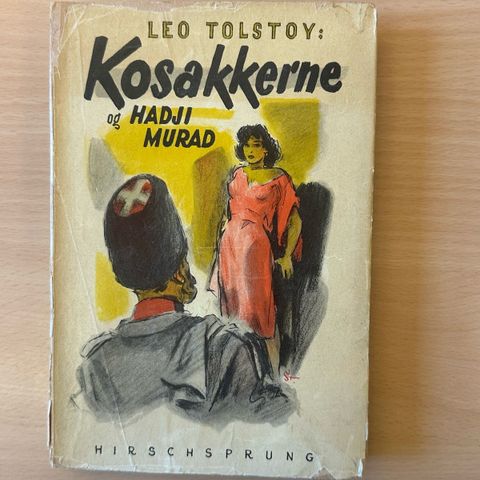 LEO TOLSTOY:
Kosakkerne
og HADJI
MURAD
HIRSCHSPRUNG